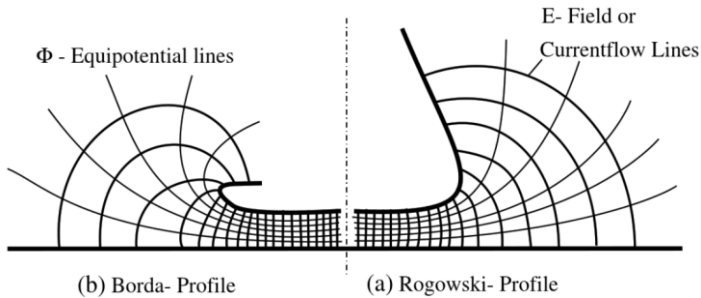 E- Field or
Φ - Equipotential lines
Currentflow Lines
(b) Borda- Profile
(a) Rogowski- Profile